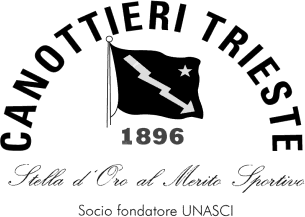 CANOTTIERI TRIESTE
1896
Stella d'Oro al Merito Sportivo
Socio fondatore UNASCI